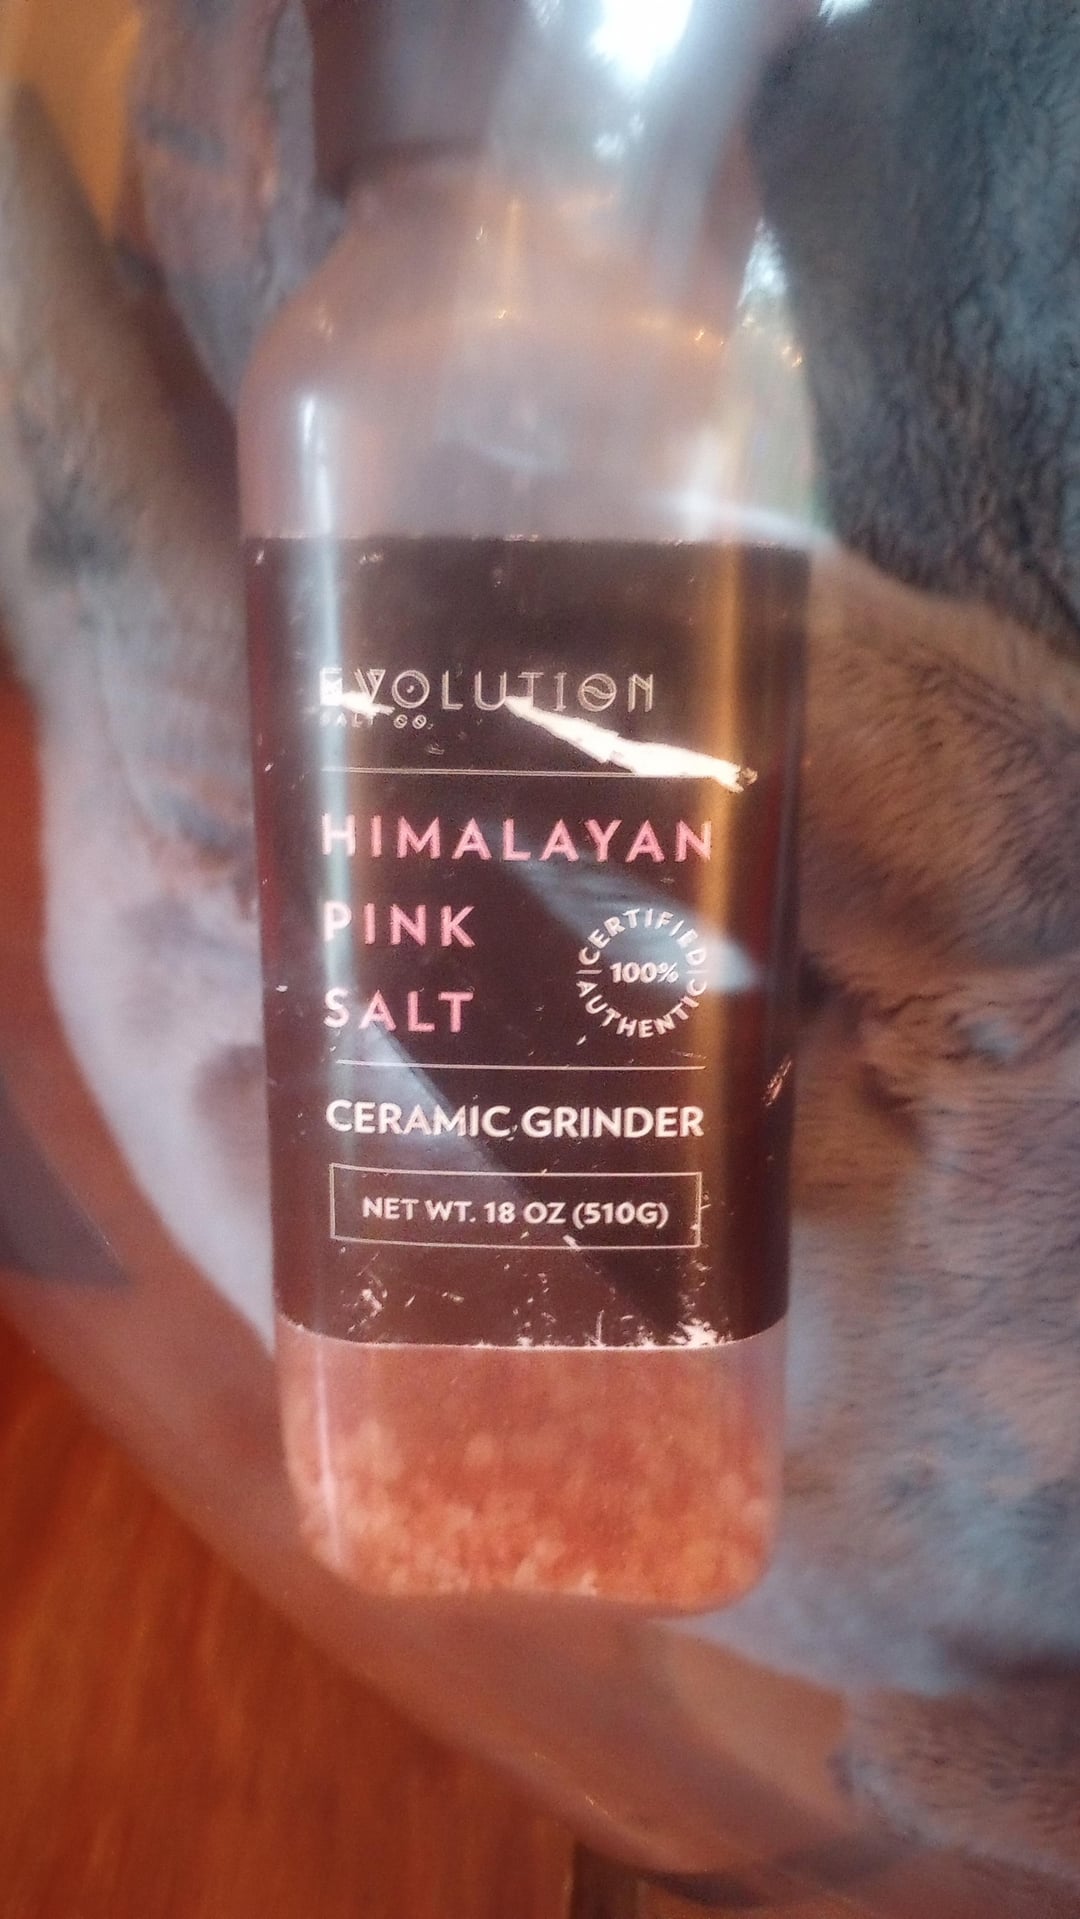 EVOLUTION
SALT CO.
HIMALAYAN
PINK
SALT
CERTIFIED
100%
AUTHENTIC
CERAMIC GRINDER
NET WT. 18 OZ (510G)